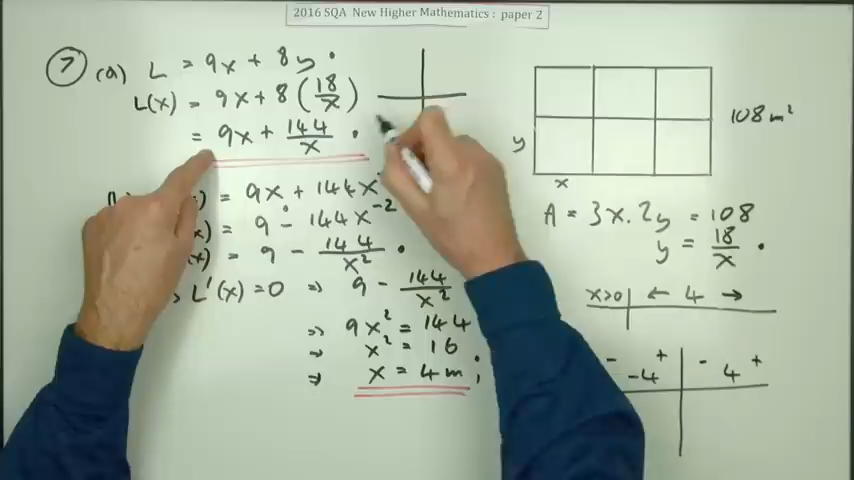 2016 SQA New Higher Mathematics : paper 2
7 (a) L = 9x + 8y
L(x) = 9x + 8(18/x)
= 9x + 144/x
= 9x + 144x
= 9 - 144x⁻²
= 9 - 144/x²
L'(x) = 0 ⇒ 9 - 144/x²
⇒ 9x² = 144
⇒ x² = 16
⇒ x = 4 m ;
108 m²
y
x
A = 3x.2y = 108
y = 18/x
x>0 ← 4 →
- -4 + - 4 +